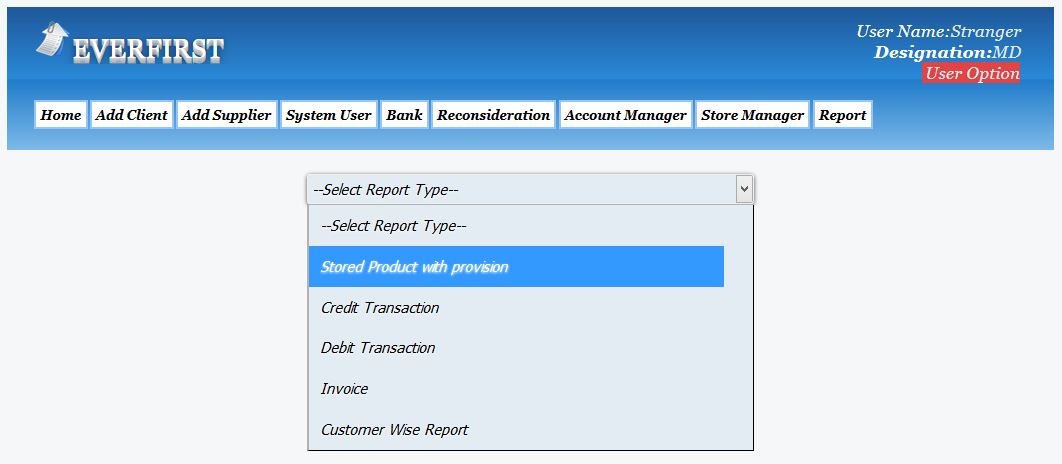 EVERFIRST
User Name:Stranger
Designation:MD
User Option
Home Add Client Add Supplier System User Bank Reconsideration Account Manager Store Manager Report
--Select Report Type--
--Select Report Type--
Stored Product with provision
Credit Transaction
Debit Transaction
Invoice
Customer Wise Report